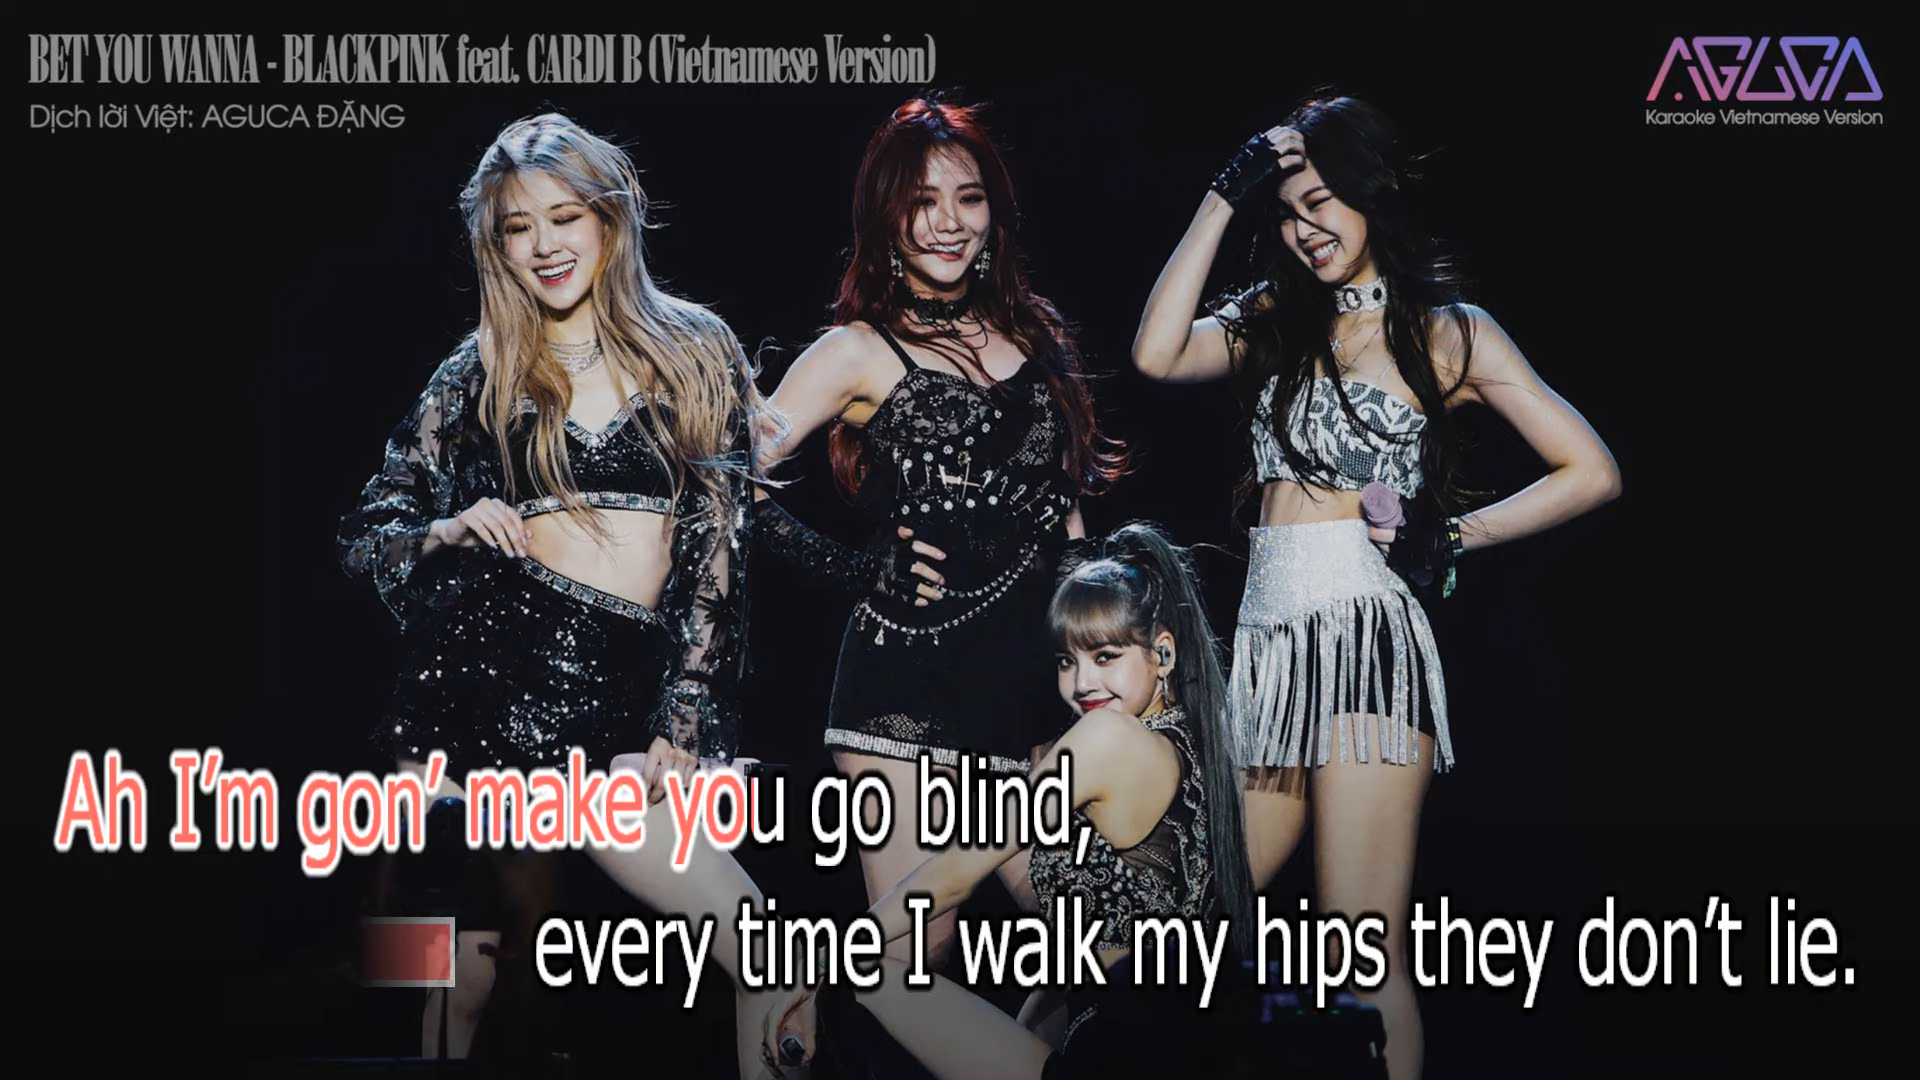 BET YOU WANNA - BLACKPINK feat. CARDI B (Vietnamese Version)
Dịch lời Việt: AGUCA ĐẶNG
AGUCA
Karaoke Vietnamese Version
Ah I’m gon’ make you go blind,
every time I walk my hips they don’t lie.